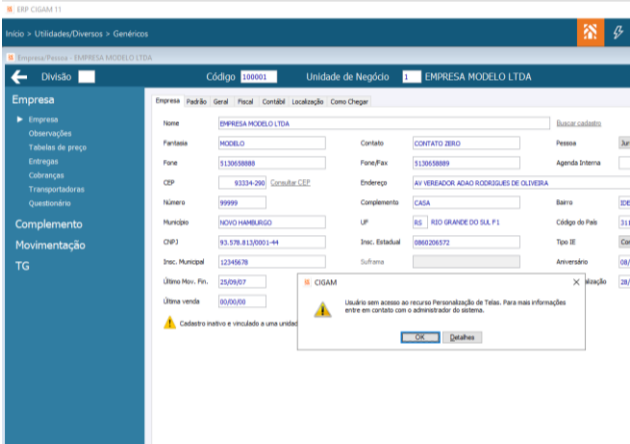 ERP CIGAM 11
Início > Utilidades/Diversos > Genéricos
Empresa/Pessoa - EMPRESA MODELO LTDA
Divisão Código 100001 Unidade de Negócio 1 EMPRESA MODELO LTDA
Empresa
Empresa
Observações
Tabelas de preço
Entregas
Cobranças
Transportadoras
Questionário
Complemento
Movimentação
TG
Empresa Padrão Geral Fiscal Contábil Localização Como Chegar
Nome EMPRESA MODELO LTDA Buscar cadastro
Fantasia MODELO Contato CONTATO ZERO Pessoa
Fone 5130658888 Fone/Fax 5130658889 Agenda Interna
CEP 93334-290 Consultar CEP Endereço AV VEREADOR ADAO RODRIGUES DE OLIVEIRA
Número 99999 Complemento CASA Bairro
Município NOVO HAMBURGO UF RS RIO GRANDE DO SUL F1 Código do País
CNPJ 93.578.813/0001-44 Insc. Estadual 0860206572 Tipo IE
Insc. Municipal 12345678 Suframa Aniversário 08/
Último Mov. Fin. 25/09/07 28/
Última venda 00/00/00
Cadastro inativo e vinculado a uma unidad
CIGAM
Usuário sem acesso ao recurso Personalização de Telas. Para mais informações
entre em contato com o administrador do sistema.
OK Detalhes